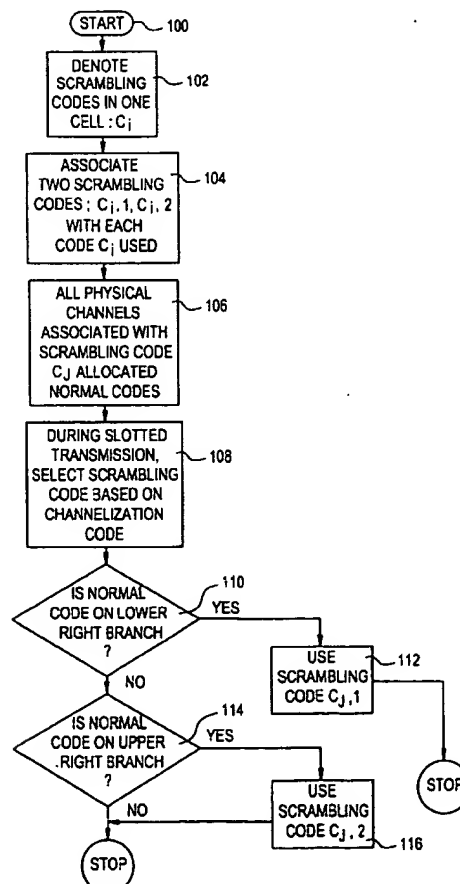 START
100
DENOTE
SCRAMBLING
CODES IN ONE
CELL : Ci
102
ASSOCIATE
TWO SCRAMBLING
CODES ; Ci, 1, Ci, 2
WITH EACH
CODE Ci USED
104
ALL PHYSICAL
CHANNELS
ASSOCIATED WITH
SCRAMBLING CODE
CJ ALLOCATED
NORMAL CODES
106
DURING SLOTTED
TRANSMISSION,
SELECT SCRAMBLING
CODE BASED ON
CHANNELIZATION
CODE
108
IS NORMAL
CODE ON LOWER
RIGHT BRANCH
?
110
YES
USE
SCRAMBLING
CODE CJ, 1
112
STOP
NO
IS NORMAL
CODE ON UPPER
RIGHT BRANCH
?
114
YES
USE
SCRAMBLING
CODE CJ, 2
116
NO
STOP